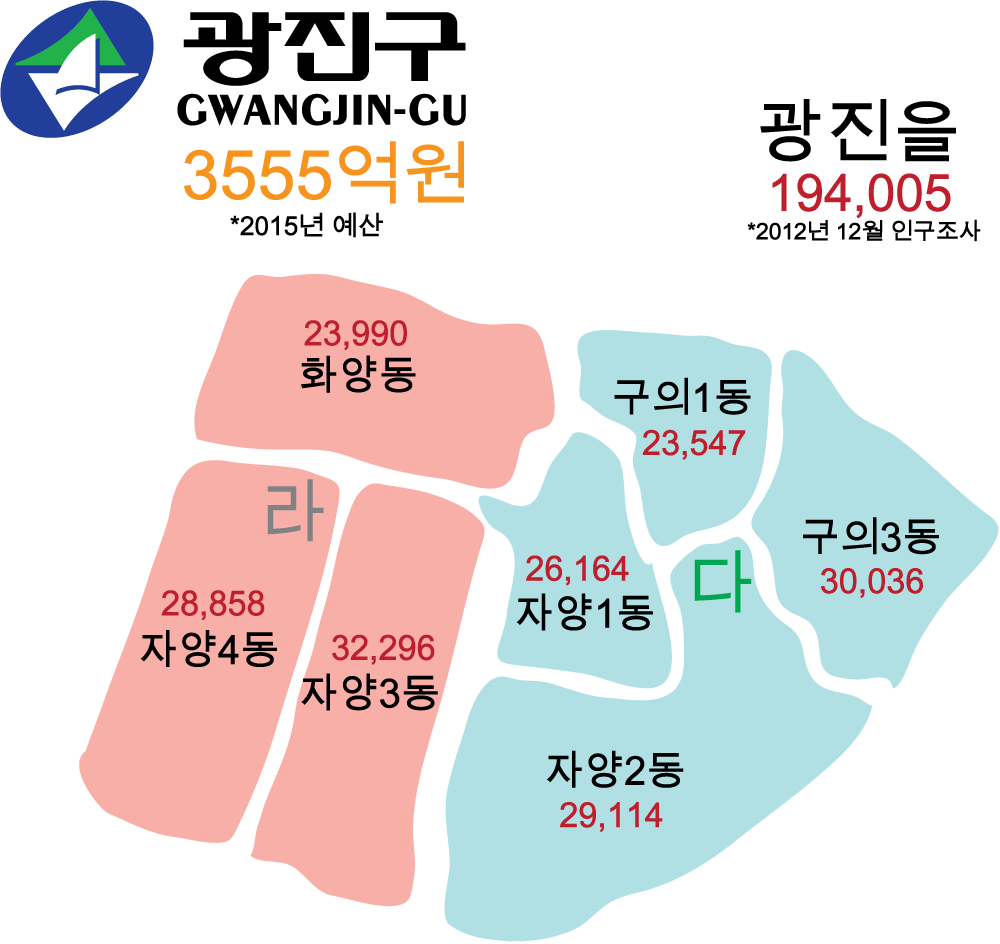 광진구
GWANGJIN-GU
3555억원
*2015년 예산
광진을
194,005
*2012년 12월 인구조사
23,990
화양동
구의1동
23,547
라
구의3동
30,036
26,164
자양1동
다
28,858
자양4동
32,296
자양3동
자양2동
29,114